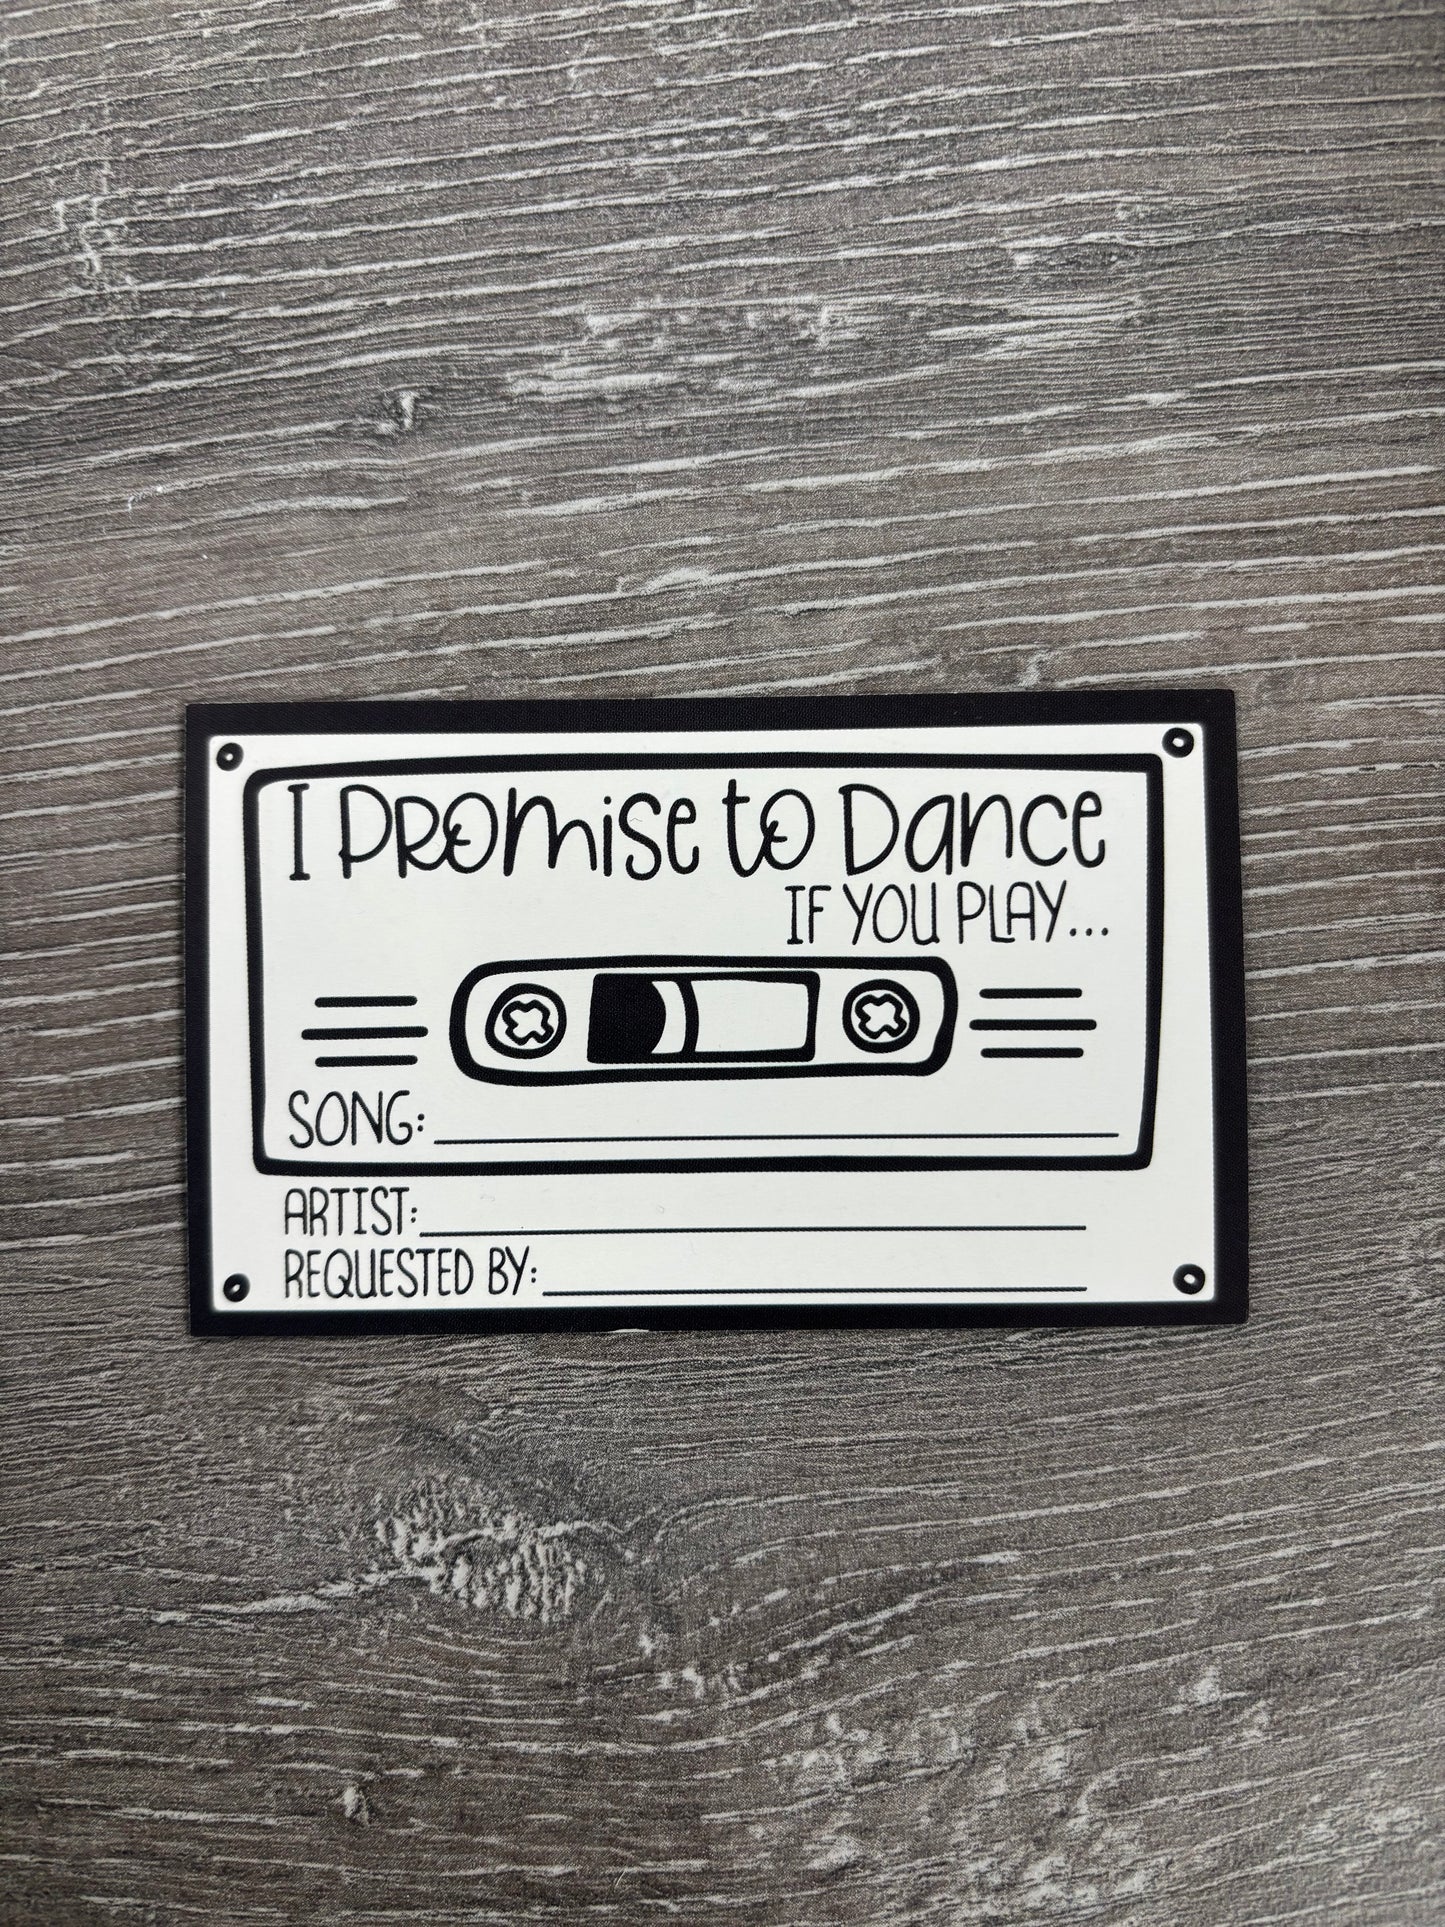 I Promise to Dance
IF YOU PLAY...
SONG:
ARTIST:
REQUESTED BY: